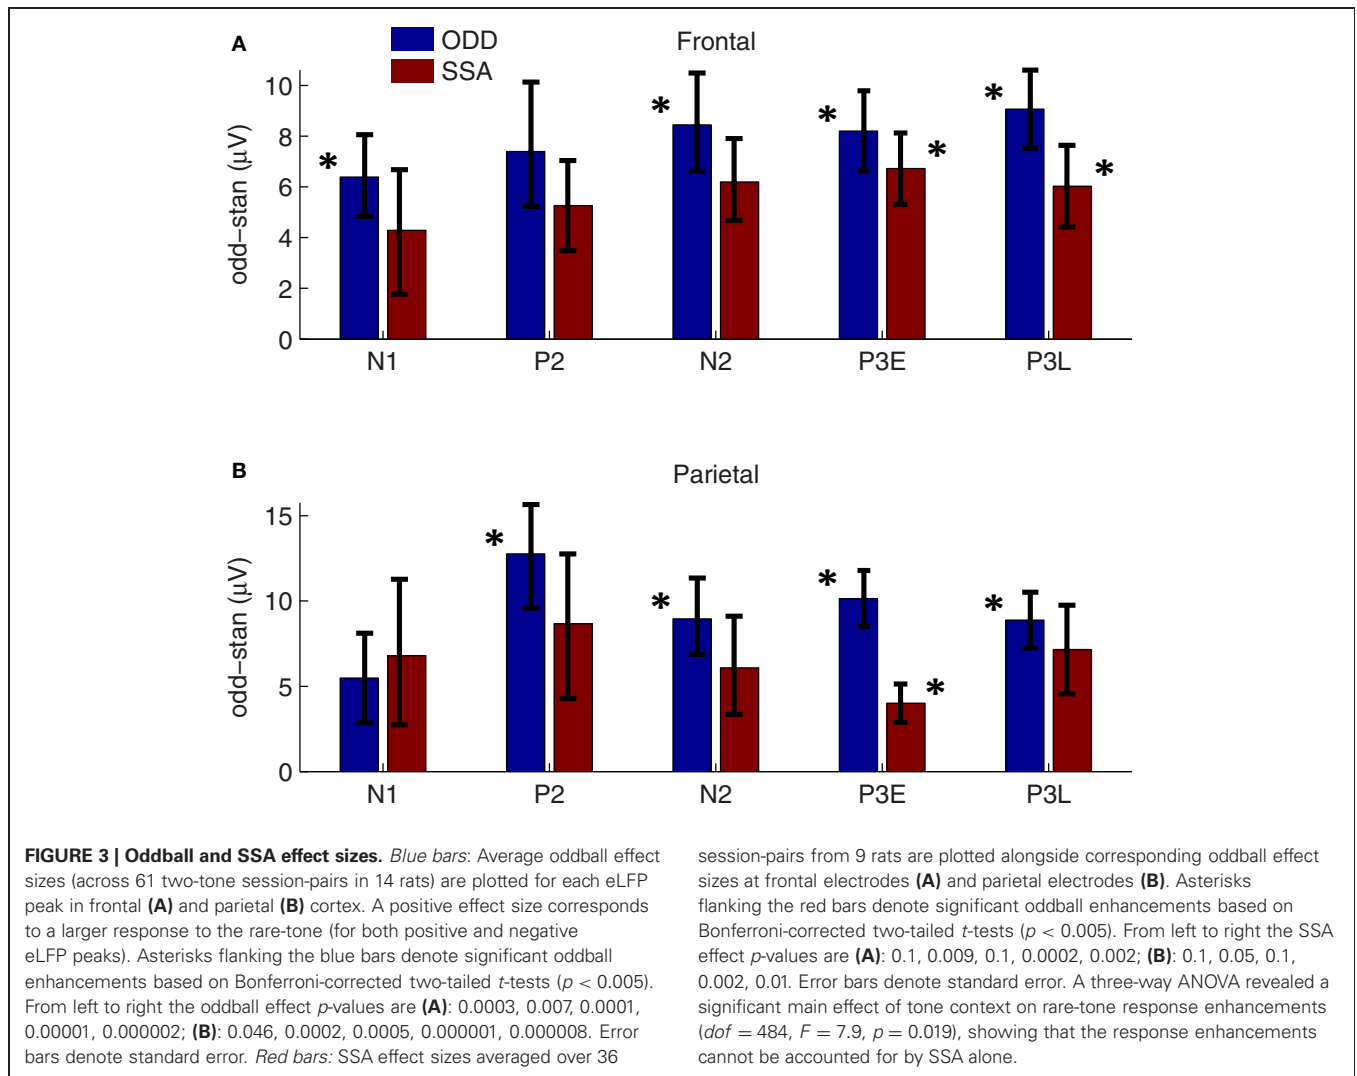 A
Frontal
ODD
SSA
odd−stan (μV)
10
8
6
4
2
0
*
*
*
*
*
*
N1 P2 N2 P3E P3L
B
Parietal
odd−stan (μV)
15
10
5
0
*
*
*
*
*
N1 P2 N2 P3E P3L
FIGURE 3 | Oddball and SSA effect sizes. Blue bars: Average oddball effect
sizes (across 61 two-tone session-pairs in 14 rats) are plotted for each eLFP
peak in frontal (A) and parietal (B) cortex. A positive effect size corresponds
to a larger response to the rare-tone (for both positive and negative
eLFP peaks). Asterisks flanking the blue bars denote significant oddball
enhancements based on Bonferroni-corrected two-tailed t-tests (p < 0.005).
From left to right the oddball effect p-values are (A): 0.0003, 0.007, 0.0001,
0.00001, 0.000002; (B): 0.046, 0.0002, 0.0005, 0.000001, 0.000008. Error
bars denote standard error. Red bars: SSA effect sizes averaged over 36
session-pairs from 9 rats are plotted alongside corresponding oddball effect
sizes at frontal electrodes (A) and parietal electrodes (B). Asterisks
flanking the red bars denote significant oddball enhancements based on
Bonferroni-corrected two-tailed t-tests (p < 0.005). From left to right the SSA
effect p-values are (A): 0.1, 0.009, 0.1, 0.0002, 0.002; (B): 0.1, 0.05, 0.1,
0.002, 0.01. Error bars denote standard error. A three-way ANOVA revealed a
significant main effect of tone context on rare-tone response enhancements
(dof = 484, F = 7.9, p = 0.019), showing that the response enhancements
cannot be accounted for by SSA alone.